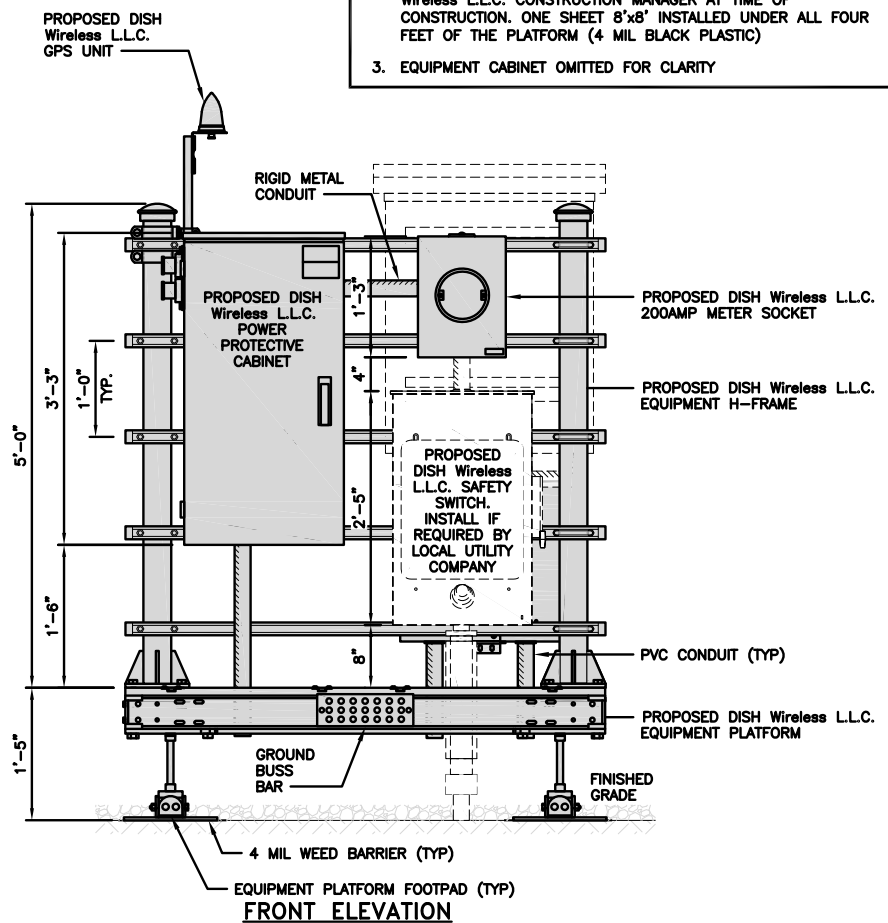 Wireless L.L.C. CONSTRUCTION MANAGER AT TIME OF
CONSTRUCTION. ONE SHEET 8'x8' INSTALLED UNDER ALL FOUR
FEET OF THE PLATFORM (4 MIL BLACK PLASTIC)
3. EQUIPMENT CABINET OMITTED FOR CLARITY
PROPOSED DISH
Wireless L.L.C.
GPS UNIT
RIGID METAL
CONDUIT
PROPOSED DISH
Wireless L.L.C.
POWER
PROTECTIVE
CABINET
1'-3"
PROPOSED DISH Wireless L.L.C.
200AMP METER SOCKET
5'-0"
3'-3"
1'-0"
TYP.
4"
PROPOSED DISH Wireless L.L.C.
EQUIPMENT H-FRAME
2'-5"
PROPOSED
DISH Wireless
L.L.C. SAFETY
SWITCH.
INSTALL IF
REQUIRED BY
LOCAL UTILITY
COMPANY
1'-6"
8"
PVC CONDUIT (TYP)
PROPOSED DISH Wireless L.L.C.
EQUIPMENT PLATFORM
1'-5"
GROUND
BUSS
BAR
FINISHED
GRADE
4 MIL WEED BARRIER (TYP)
EQUIPMENT PLATFORM FOOTPAD (TYP)
FRONT ELEVATION